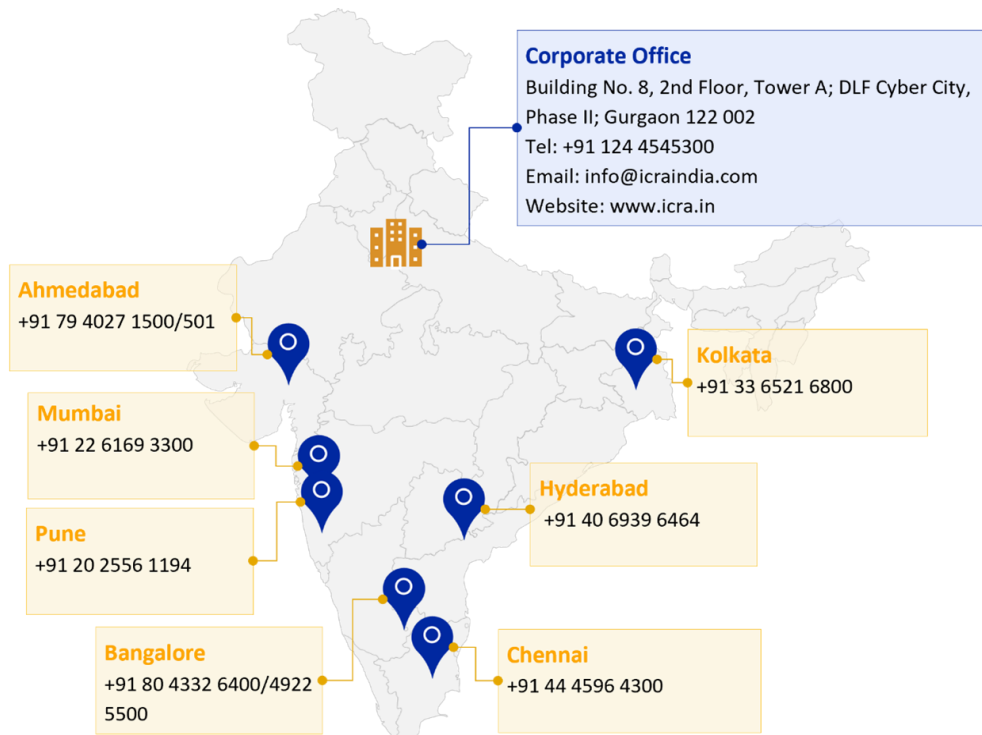 Corporate Office
Building No. 8, 2nd Floor, Tower A; DLF Cyber City,
Phase II; Gurgaon 122 002
Tel: +91 124 4545300
Email: info@icraindia.com
Website: www.icra.in
Ahmedabad
+91 79 4027 1500/501
Kolkata
+91 33 6521 6800
Mumbai
+91 22 6169 3300
Hyderabad
+91 40 6939 6464
Pune
+91 20 2556 1194
Bangalore
+91 80 4332 6400/4922
5500
Chennai
+91 44 4596 4300